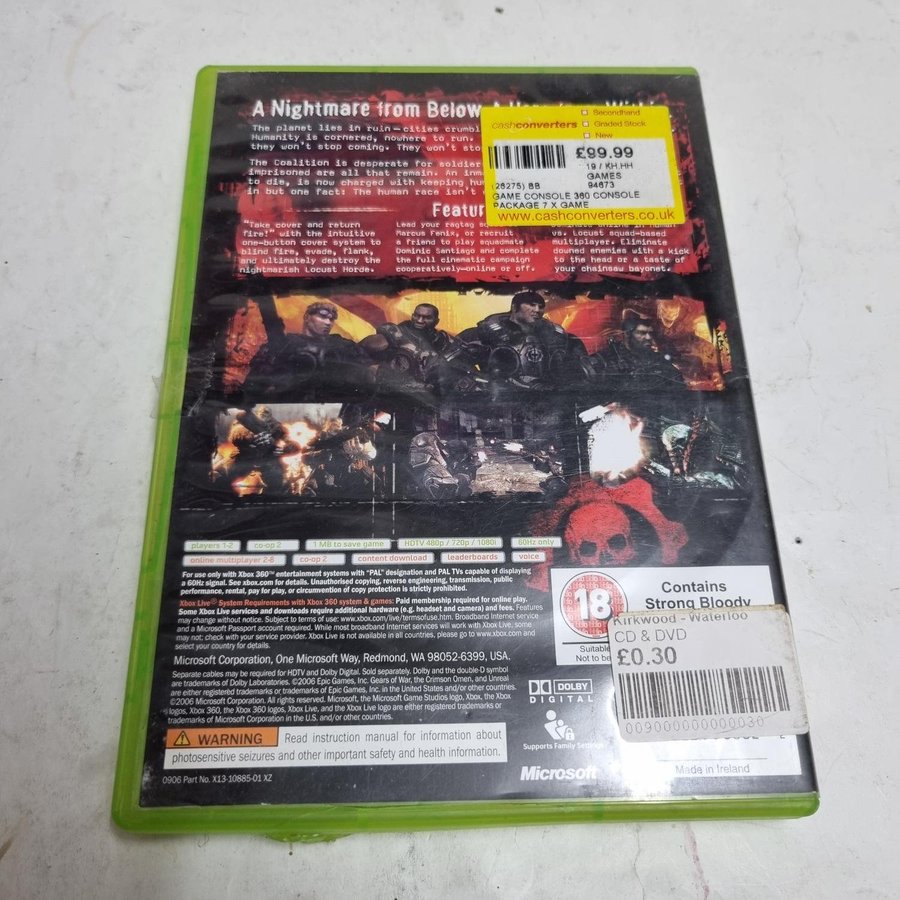 A Nightmare from Below.
The planet lies in ruin—cities crumbl
Humanity is cornered, nowhere to run.
they won't stop coming. They won't sto
The Coalition is desperate for soldier
imprisoned are all that remain. An inm
to die, is now charged with keeping hum
in but one fact: The human race isn't
cashconverters
Secondhand
Graded Stock
New
£99.99
19 / KH.HH
GAMES
(26275) BB 94673
GAME CONSOLE 360 CONSOLE
PACKAGE 7 X GAME
www.cashconverters.co.uk
Featur
"Take cover and return
fire!" with the intuitive
one-button cover system to
blind fire, evade, flank,
and ultimately destroy the
nightmarish Locust Horde.
Lead your ragtag sq
Marcus Fenix, or recruit
a friend to play squadmate
Dominic Santiago and complete
the full cinematic campaign
cooperatively—online or off.
vs. Locust squad-based
multiplayer. Eliminate
downed enemies with a kick
to the head or a taste of
your chainsaw bayonet.
players 1-2 co-op 2 1 MB to save game HDTV 480p / 720p / 1080i 60Hz only
online multiplayer 2-6 co-op 2 content download leaderboards voice
For use only with Xbox 360™ entertainment systems with "PAL" designation and PAL TVs capable of displaying
a 60Hz signal. See xbox.com for details. Unauthorised copying, reverse engineering, transmission, public
performance, rental, pay for play, or circumvention of copy protection is strictly prohibited.
Xbox Live® System Requirements with Xbox 360 system & games: Paid membership required for online play.
Some Xbox Live services and downloads require additional hardware (e.g. headset and camera) and fees. Features
may change without notice. Subject to terms of use: www.xbox.com/live/termsofuse.htm. Broadband Internet service
and a Microsoft Passport account required. While most broadband Internet services will work with Xbox Live, some
may not; check with your service provider. Xbox Live is not available in all countries. please go to www.xbox.com and
select your country for details.
Microsoft Corporation, One Microsoft Way, Redmond, WA 98052-6399, USA.
Separate cables may be required for HDTV and Dolby Digital. Sold separately. Dolby and the double-D symbol
are trademarks of Dolby Laboratories. ©2006 Epic Games, Inc. Gears of War, the Crimson Omen, and Unreal
are either registered trademarks or trademarks of Epic Games, Inc. in the United States and/or other countries.
©2006 Microsoft Corporation. All rights reserved. Microsoft, the Microsoft Game Studios logo, Xbox, the Xbox
logos, Xbox 360, the Xbox 360 logos, Xbox Live, and the Xbox Live logo are either registered trademarks or
trademarks of Microsoft Corporation in the U.S. and/or other countries.
WARNING Read instruction manual for information about
photosensitive seizures and other important safety and health information.
0906 Part No. X13-10885-01 XZ
18
Suitable
Not to be
Contains
Strong Bloody
Kirkwood - Waterloo
CD & DVD
£0.30
009000000000030
DOLBY
DIGITAL
Supports Family Settings
Microsoft
Made in Ireland